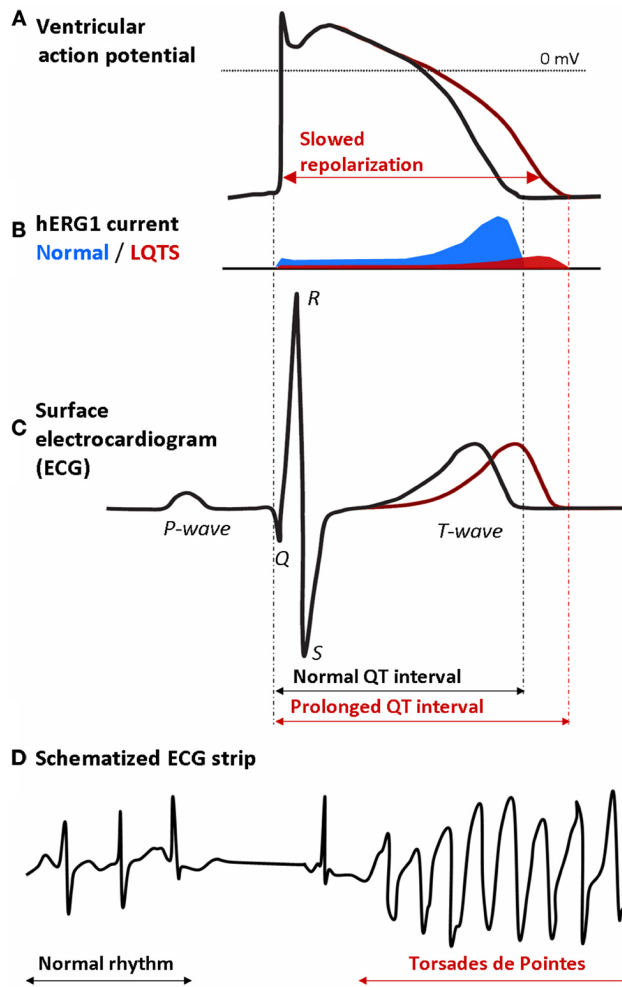 A Ventricular
action potential
0 mV
Slowed
repolarization
B hERG1 current
Normal / LQTS
R
C Surface
electrocardiogram
(ECG)
P-wave
Q
T-wave
S
Normal QT interval
Prolonged QT interval
D Schematized ECG strip
Normal rhythm
Torsades de Pointes